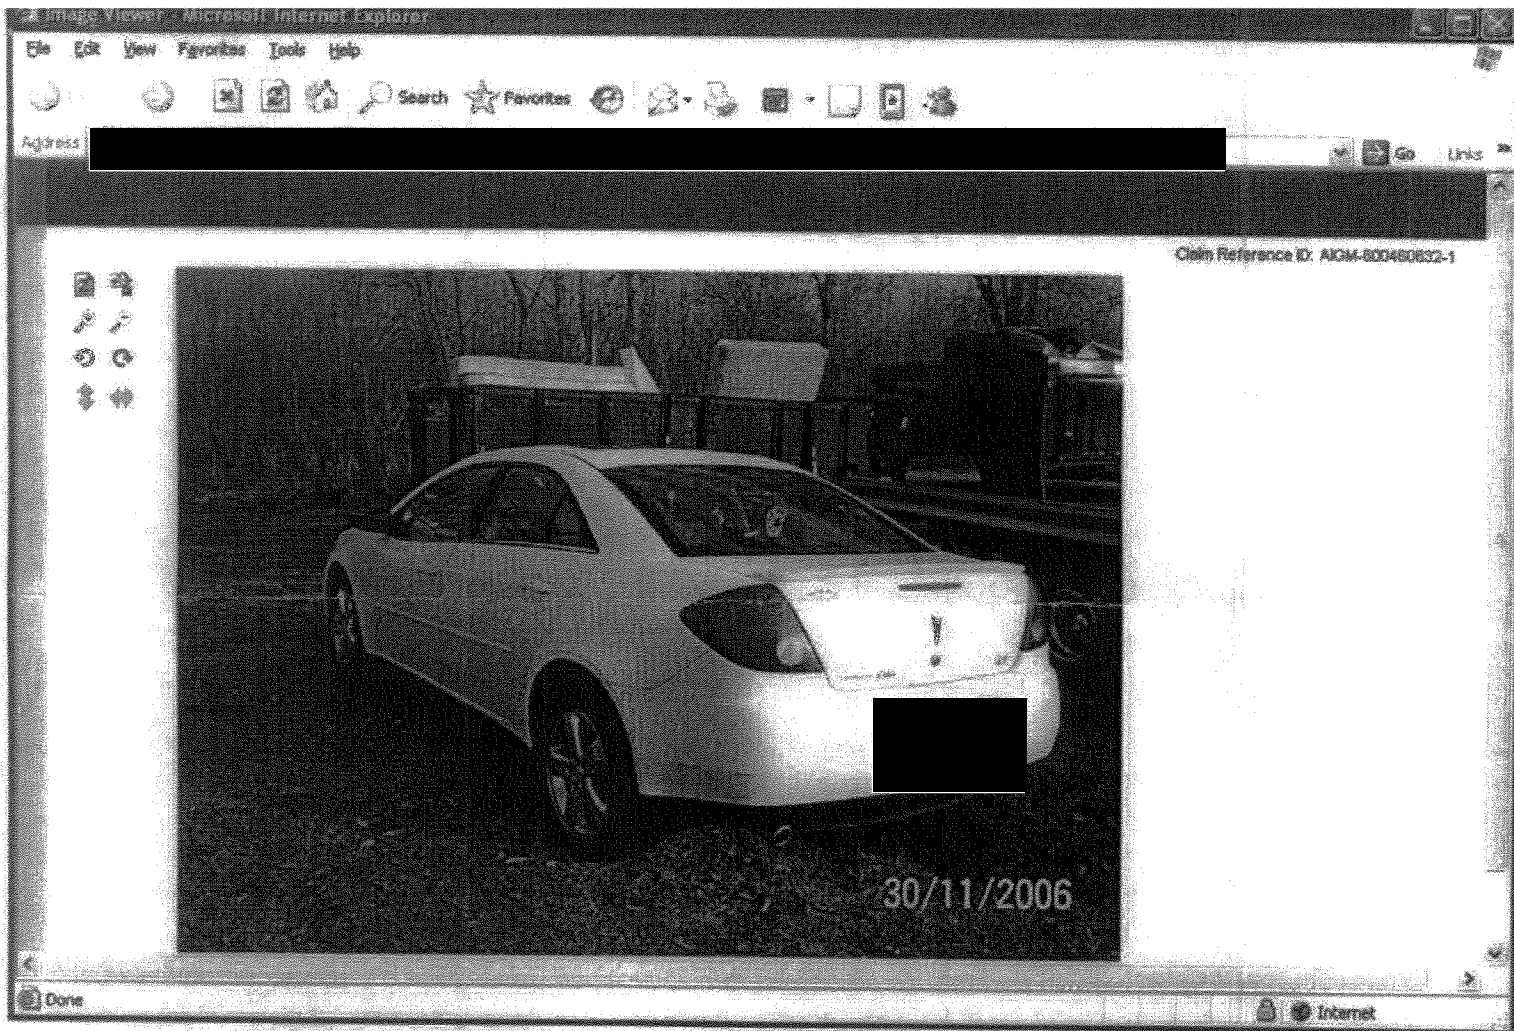 Image Viewer - Microsoft Internet Explorer
File Edit View Favorites Tools Help
Search Favorites
Address Go Links »
Claim Reference ID: AIGM-800460632-1
30/11/2006
Done Internet